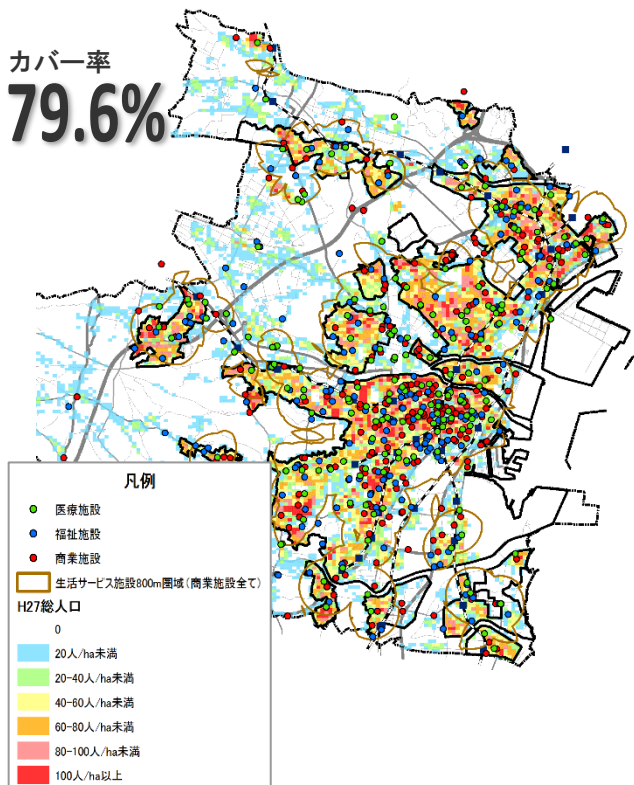 カバー率
79.6%
凡例
医療施設
福祉施設
商業施設
生活サービス施設800m圏域(商業施設全て)
H27総人口
0
20人/ha未満
20-40人/ha未満
40-60人/ha未満
60-80人/ha未満
80-100人/ha未満
100人/ha以上